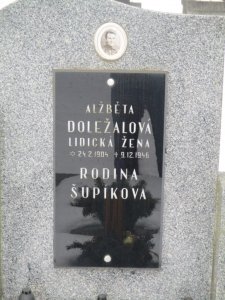 ALŽBĚTA
DOLEŽALOVÁ
LIDICKÁ ŽENA
☆ 24.2.1904 ✝ 9.12.1946
RODINA
ŠUPÍKOVA